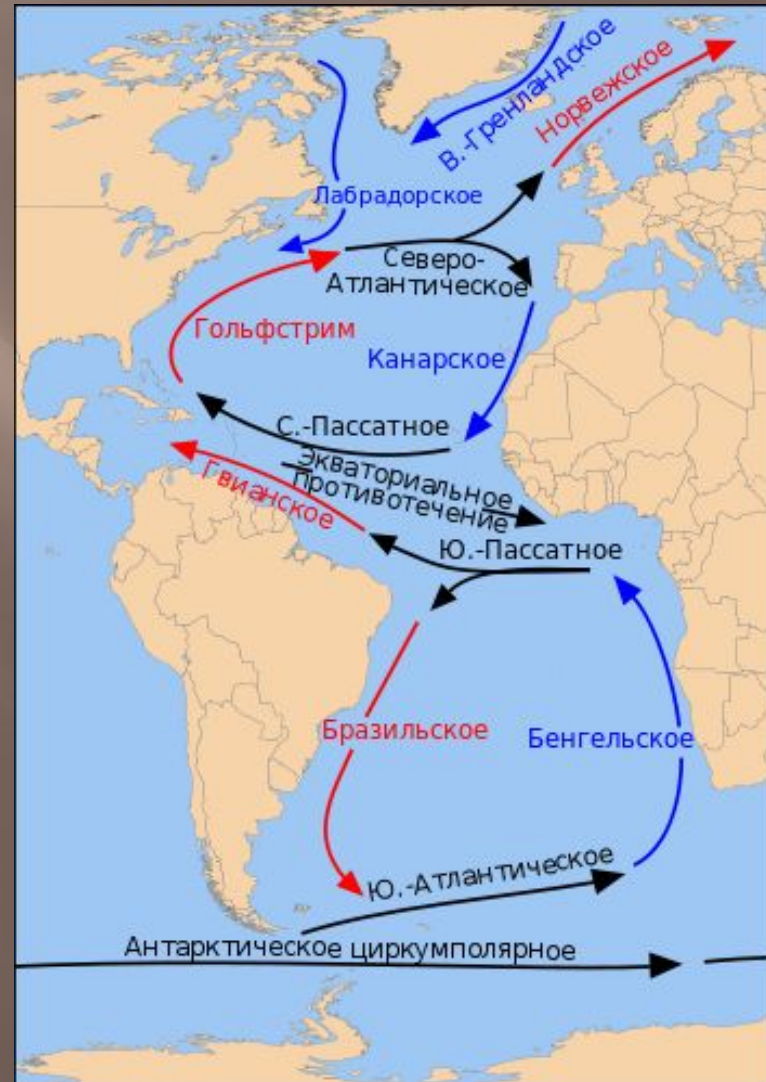 В.-Гренландское
Норвежское
Лабрадорское
Северо-
Атлантическое
Гольфстрим
Канарское
С.-Пассатное
Экваториальное
противотечение
Гвианское
Ю.-Пассатное
Бразильское
Бенгельское
Ю.-Атлантическое
Антарктическое циркумполярное